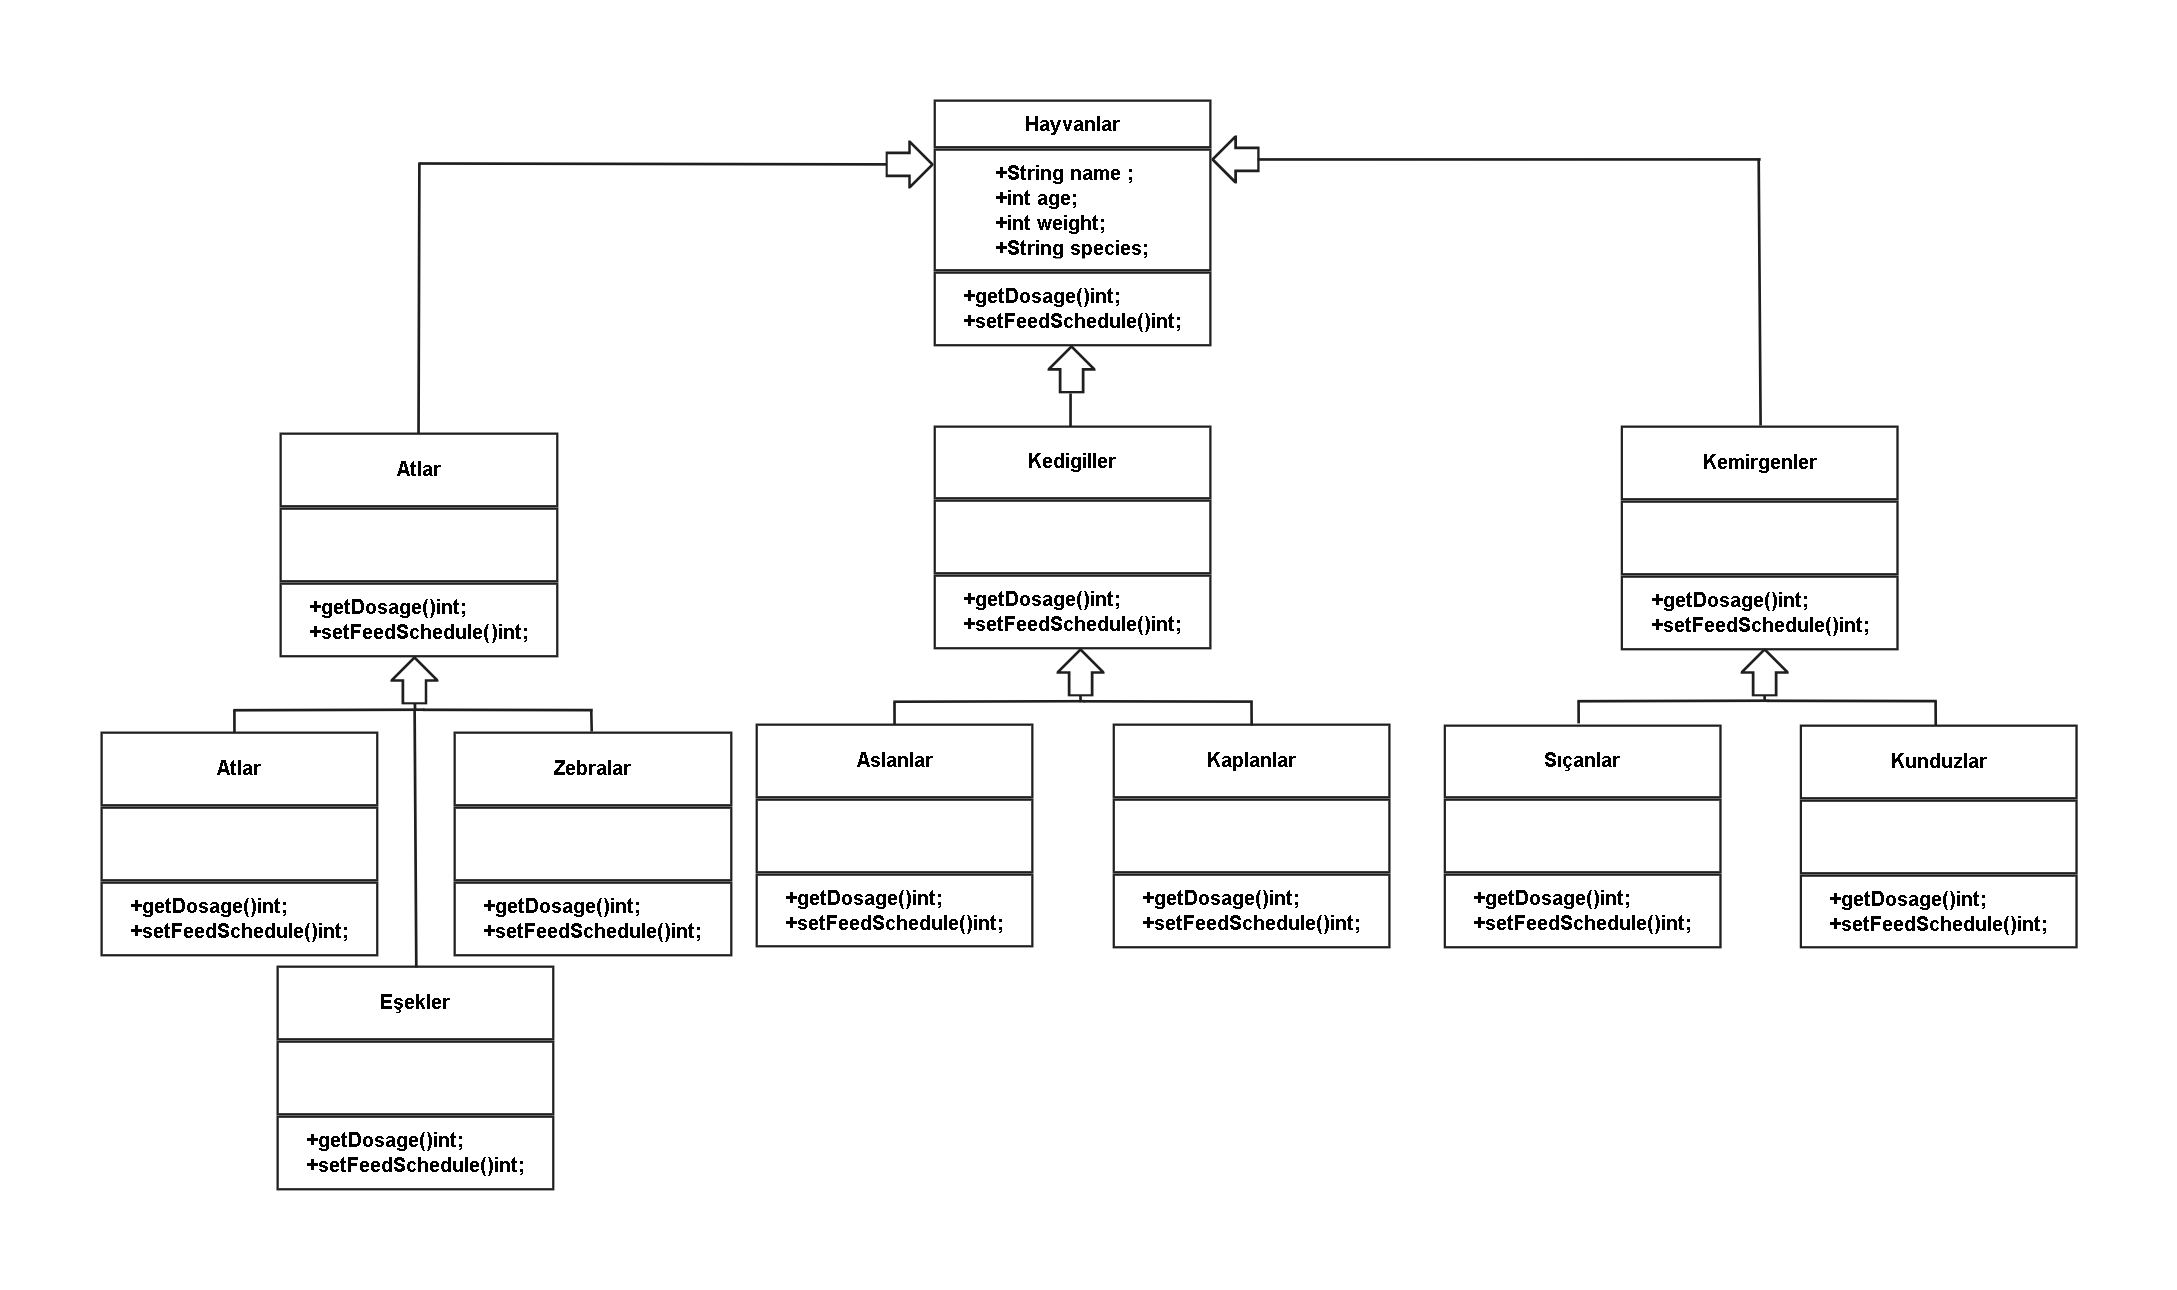 Hayvanlar
+String name ;
+int age;
+int weight;
+String species;
+getDosage()int;
+setFeedSchedule()int;
Atlar
+getDosage()int;
+setFeedSchedule()int;
Kedigiller
+getDosage()int;
+setFeedSchedule()int;
Kemirgenler
+getDosage()int;
+setFeedSchedule()int;
Atlar
+getDosage()int;
+setFeedSchedule()int;
Zebralar
+getDosage()int;
+setFeedSchedule()int;
Aslanlar
+getDosage()int;
+setFeedSchedule()int;
Kaplanlar
+getDosage()int;
+setFeedSchedule()int;
Sıçanlar
+getDosage()int;
+setFeedSchedule()int;
Kunduzlar
+getDosage()int;
+setFeedSchedule()int;
Eşekler
+getDosage()int;
+setFeedSchedule()int;